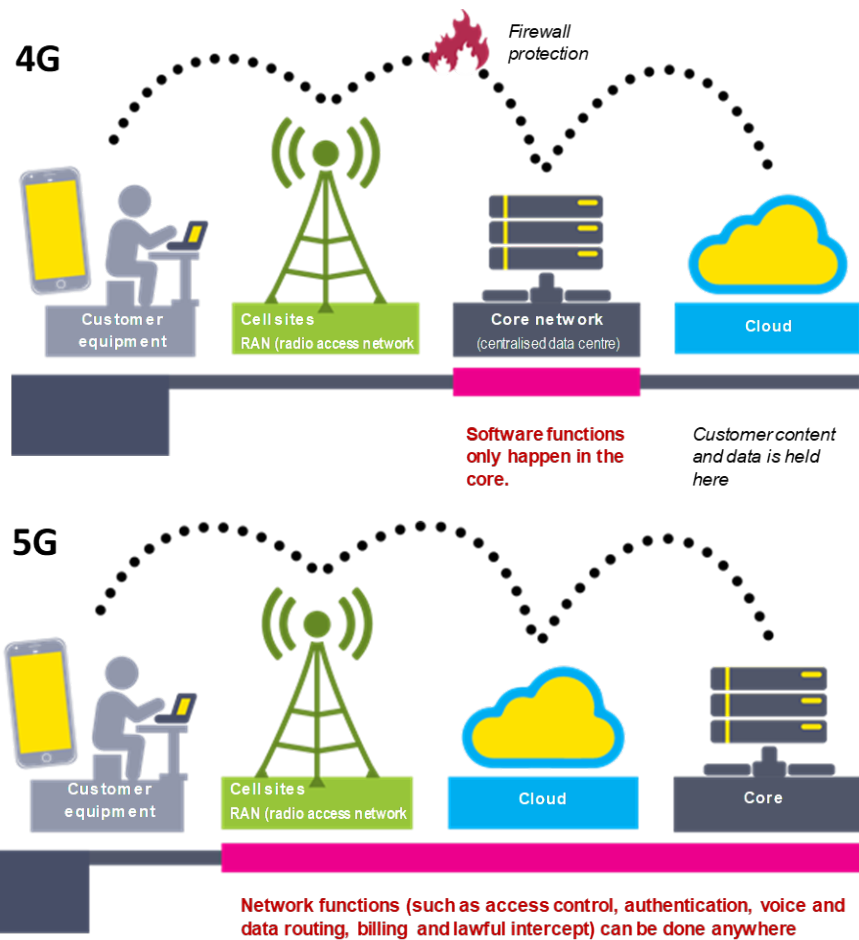 4G
Firewall
protection
Customer
equipment
Cell sites
RAN (radio access network
Core network
(centralised data centre)
Cloud
Software functions
only happen in the
core.
Customer content
and data is held
here
5G
Customer
equipment
Cell sites
RAN (radio access network
Cloud
Core
Network functions (such as access control, authentication, voice and
data routing, billing and lawful intercept) can be done anywhere